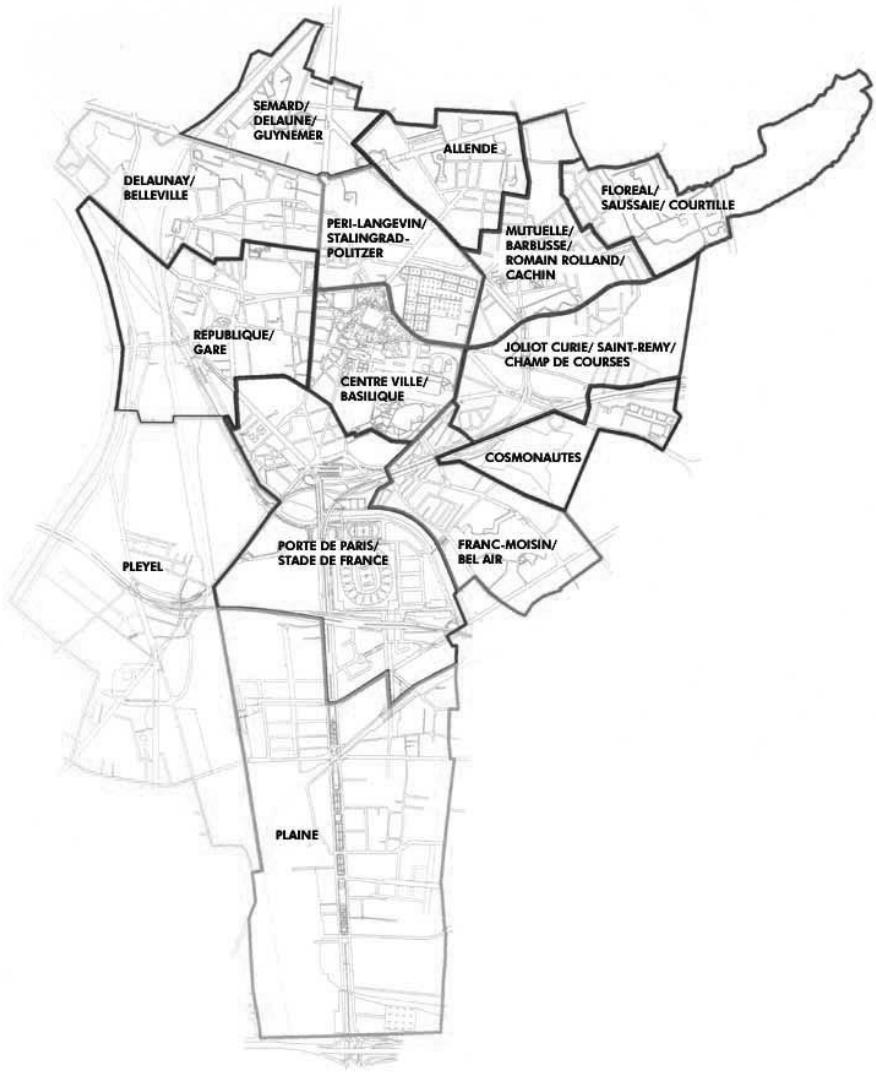 SEMARD/
DELAUNE/
GUYNEMER
ALLENDE
DELAUNAY/
BELLEVILLE
FLOREAL/
SAUSSAIE/ COURTILLE
PERI-LANGEVIN/
STALINGRAD-
POLITZER
MUTUELLE/
BARBUSSE/
ROMAIN ROLLAND/
CACHIN
REPUBLIQUE/
GARE
JOLIOT CURIE/ SAINT-REMY/
CHAMP DE COURSES
CENTRE VILLE/
BASILIQUE
COSMONAUTES
PORTE DE PARIS/
STADE DE FRANCE
FRANC-MOISIN/
BEL AIR
PLEYEL
PLAINE